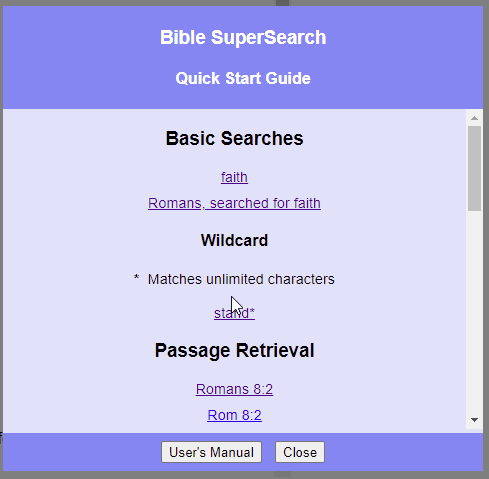 Bible SuperSearch
Quick Start Guide
Basic Searches
faith
Romans, searched for faith
Wildcard
* Matches unlimited characters
stand*
Passage Retrieval
Romans 8:2
Rom 8:2
User's Manual Close